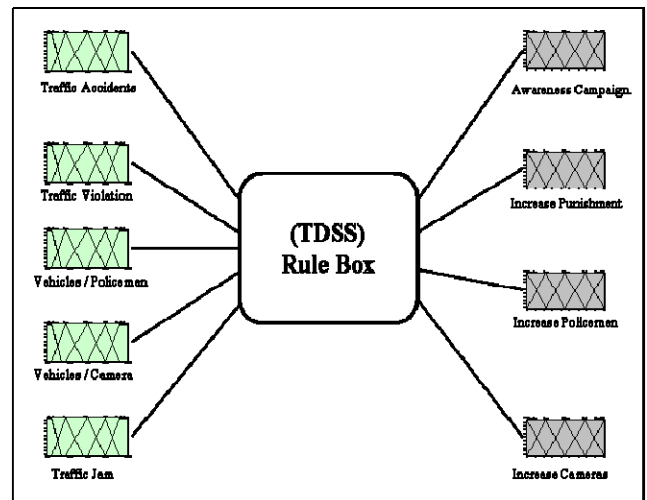 Traffic Accidents
Traffic Violation
Vehicles / Policemen
Vehicles / Camera
Traffic Jam
(TDSS)
Rule Box
Awareness Campaign.
Increase Punishment
Increase Policemen
Increase Cameras